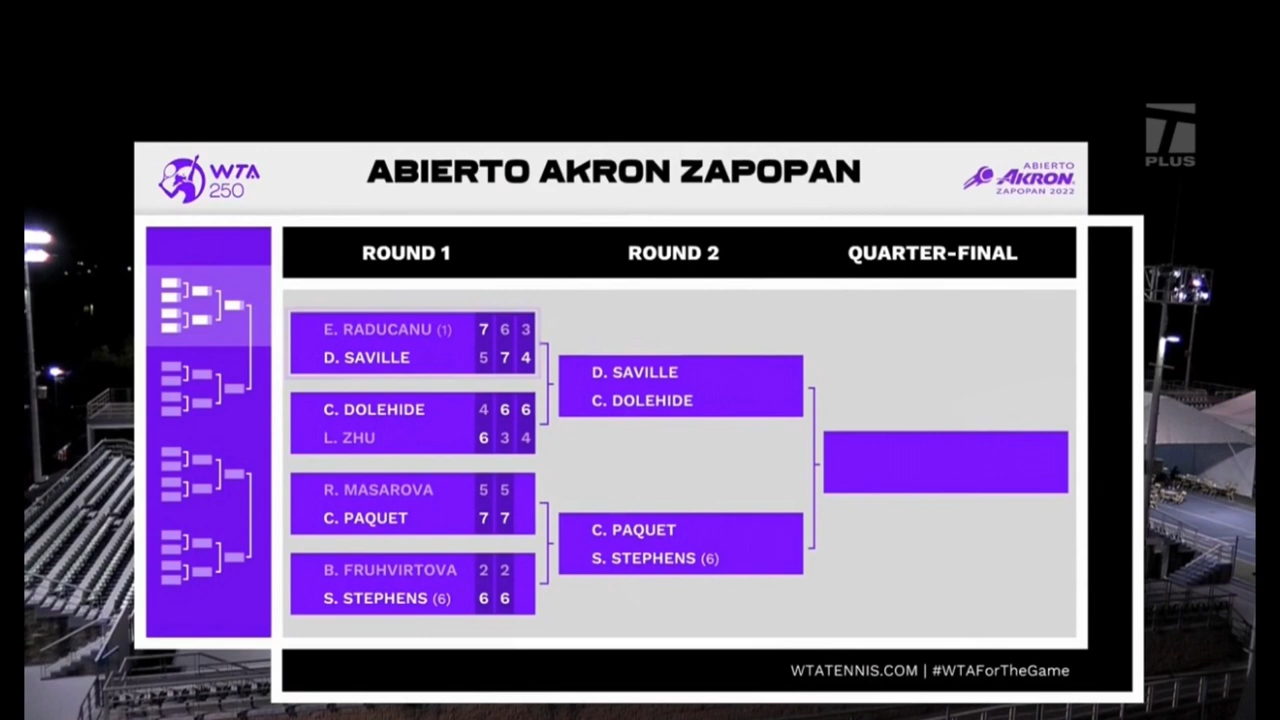 PLUS
WTA
250
ABIERTO AKRON ZAPOPAN
ABIERTO
AKRON
ZAPOPAN 2022
ROUND 1 ROUND 2 QUARTER-FINAL
E. RADUCANU (1) 7 6 3
D. SAVILLE 5 7 4
C. DOLEHIDE 4 6 6
L. ZHU 6 3 4
R. MASAROVA 5 5
C. PAQUET 7 7
B. FRUHVIRTOVA 2 2
S. STEPHENS (6) 6 6
D. SAVILLE
C. DOLEHIDE
C. PAQUET
S. STEPHENS (6)
WTATENNIS.COM | #WTAForTheGame